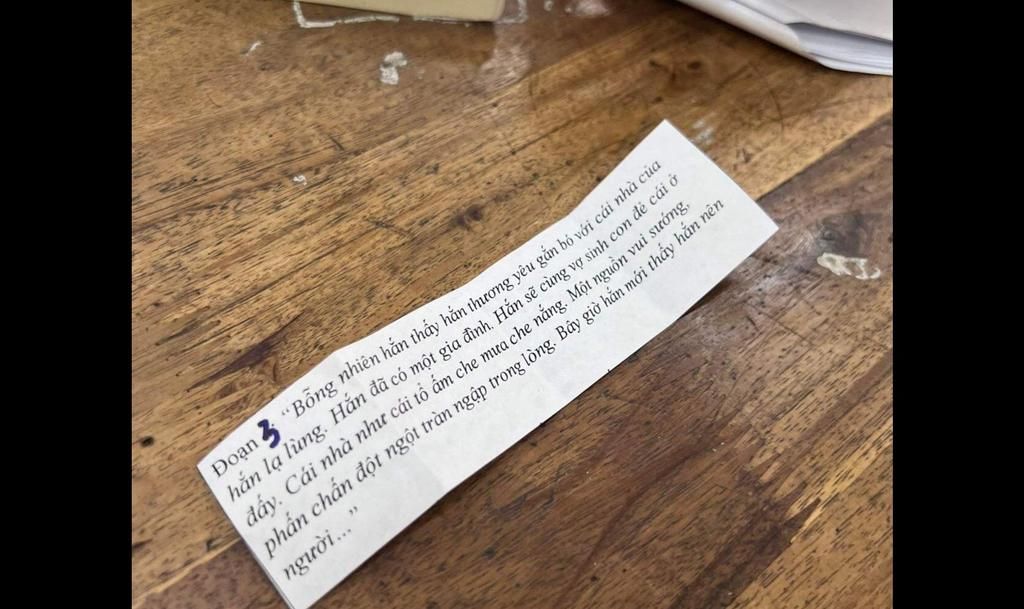 Đoạn 3 “Bỗng nhiên hắn thấy hắn thương yêu gắn bó với cái nhà của
hắn lạ lùng. Hắn đã có một gia đình. Hắn sẽ cùng vợ sinh con đẻ cái ở
đấy. Cái nhà như cái tổ ấm che mưa che nắng. Một nguồn vui sướng,
phấn chấn đột ngột tràn ngập trong lòng. Bây giờ hắn mới thấy hắn nên
người...”